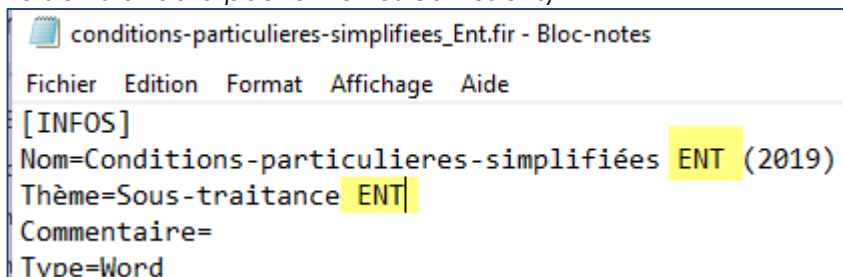 conditions-particulieres-simplifiees_Ent.fir - Bloc-notes
Fichier Edition Format Affichage Aide
[INFOS]
Nom=Conditions-particulieres-simplifiées ENT (2019)
Thème=Sous-traitance ENT
Commentaire=
Type=Word